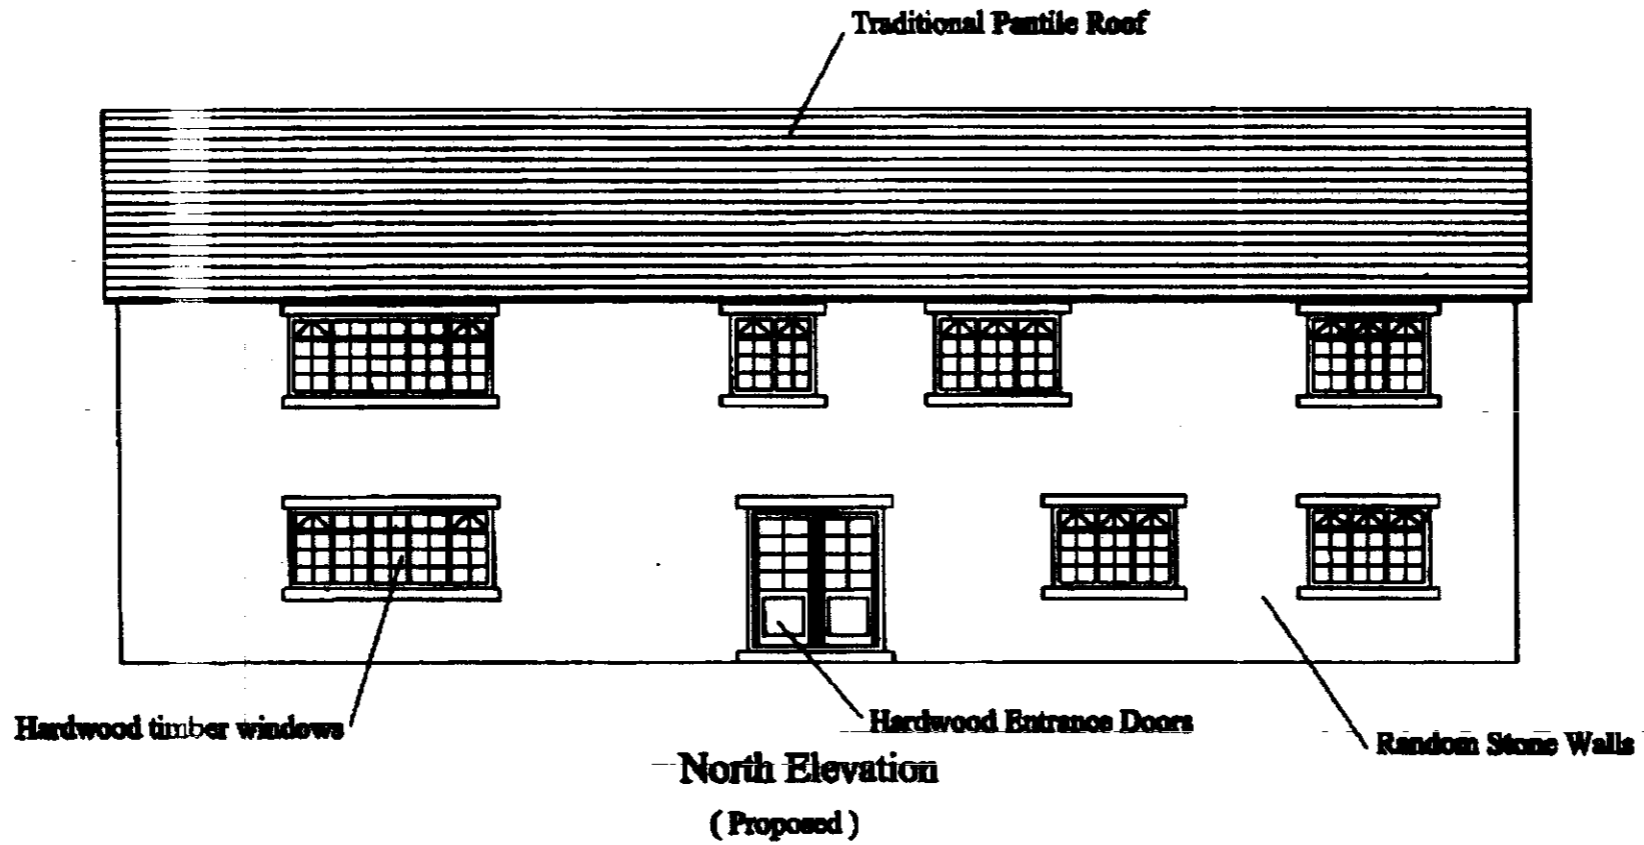 Traditional Pantile Roof
Hardwood timber windows
Hardwood Entrance Doors
Random Stone Walls
North Elevation
( Proposed )